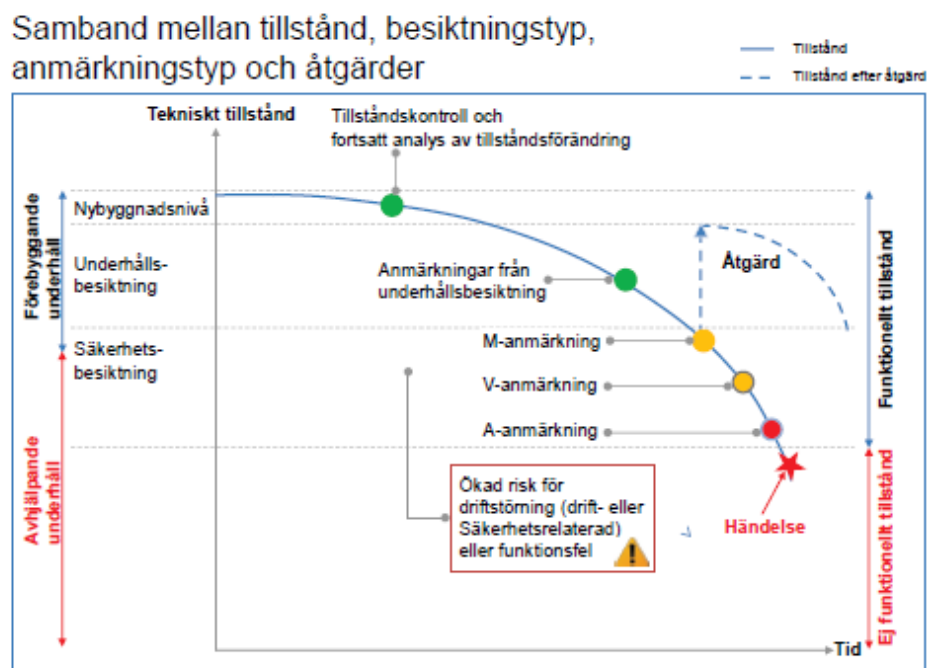 Samband mellan tillstånd, besiktningstyp,
anmärkningstyp och åtgärder
Tillstånd
Tillstånd efter åtgärd
Tekniskt tillstånd
Tillståndskontroll och
fortsatt analys av tillståndsförändring
Förebyggande
underhåll
Nybyggnadsnivå
Underhålls-
besiktning
Anmärkningar från
underhållsbesiktning
Åtgärd
Funktionellt tillstånd
Säkerhets-
besiktning
M-anmärkning
V-anmärkning
A-anmärkning
Avhjälpande
underhåll
Ökad risk för
driftstörning (drift- eller
Säkerhetsrelaterad)
eller funktionsfel
Händelse
Ej funktionellt tillstånd
Tid